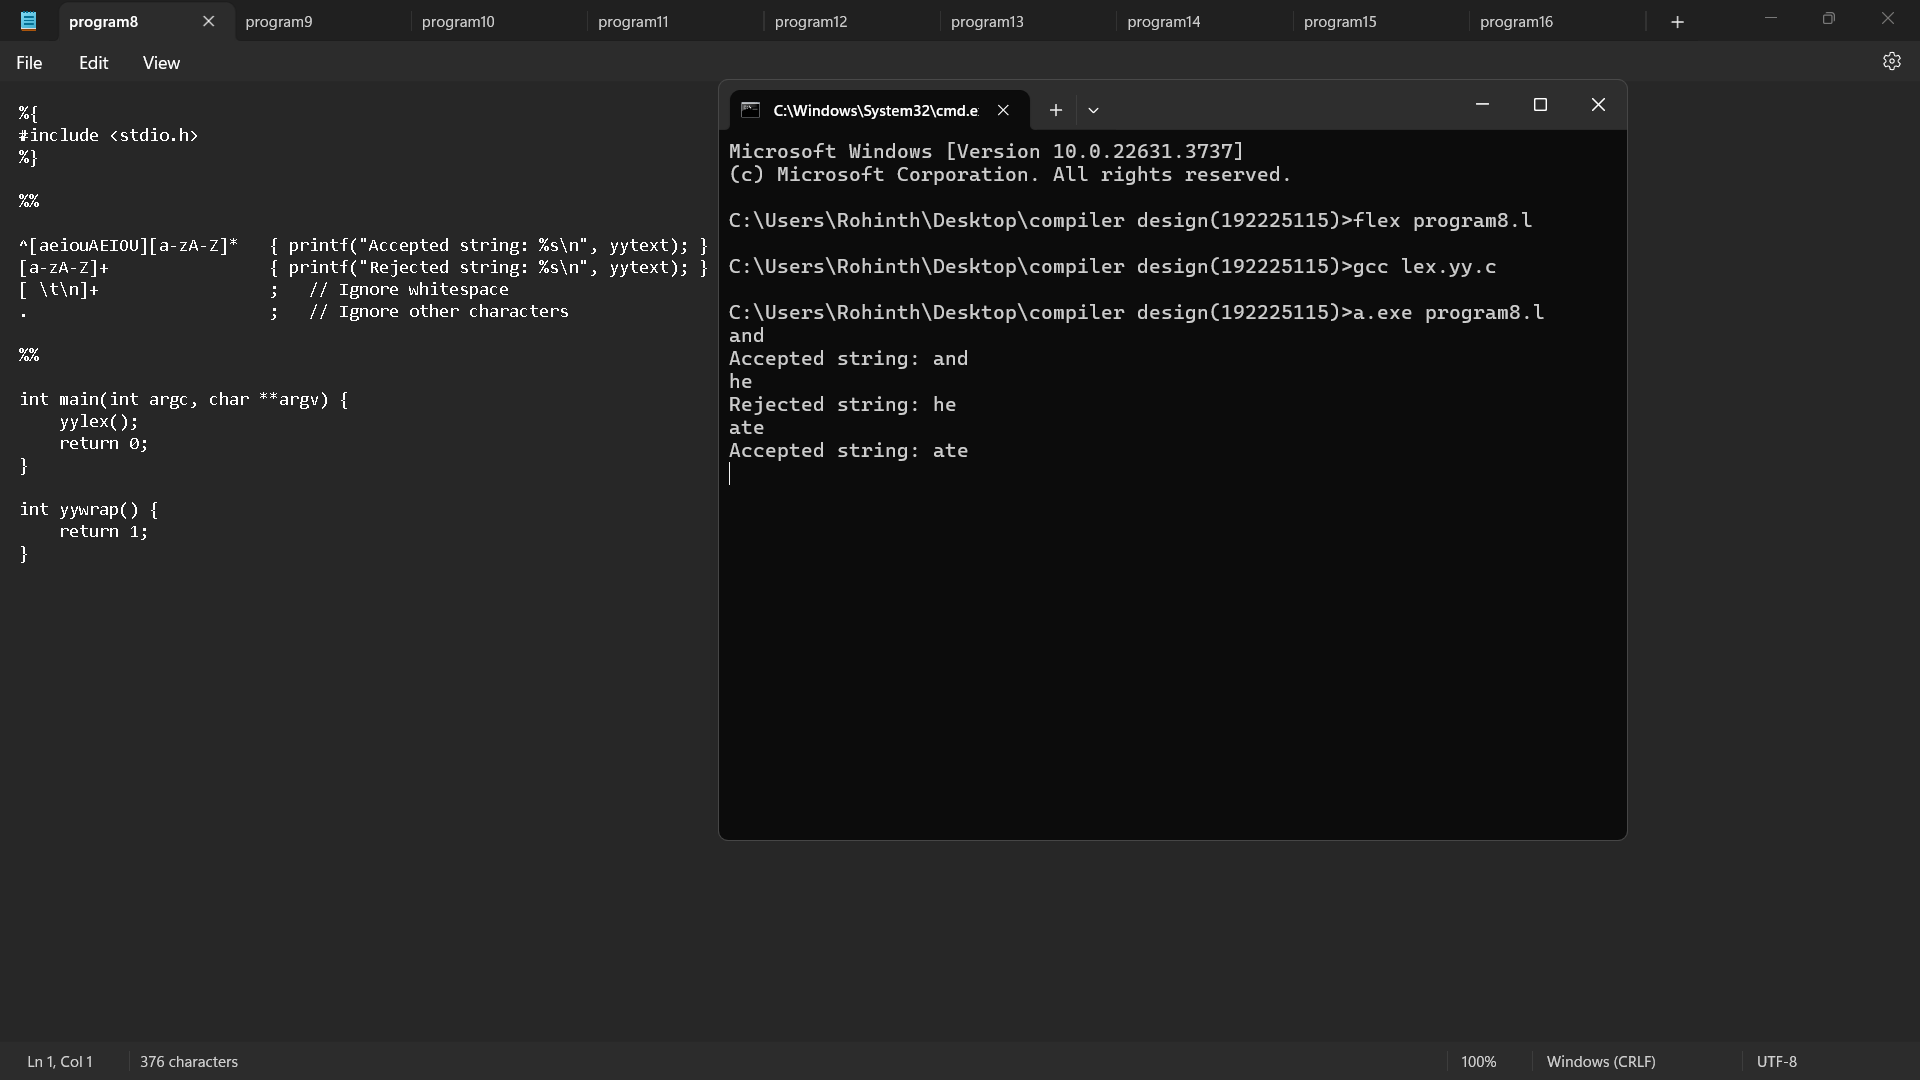 program8
program9
program10
program11
program12
program13
program14
program15
program16
File
Edit
View
%{
#include <stdio.h>
%}
%%
^[aeiouAEIOU][a-zA-Z]*   { printf("Accepted string: %s\n", yytext); }
[a-zA-Z]+                { printf("Rejected string: %s\n", yytext); }
[ \t\n]+                 ;   // Ignore whitespace
.                        ;   // Ignore other characters
%%
int main(int argc, char **argv) {
    yylex();
    return 0;
}
int yywrap() {
    return 1;
}
C:\Windows\System32\cmd.e
Microsoft Windows [Version 10.0.22631.3737]
(c) Microsoft Corporation. All rights reserved.
C:\Users\Rohinth\Desktop\compiler design(192225115)>flex program8.l
C:\Users\Rohinth\Desktop\compiler design(192225115)>gcc lex.yy.c
C:\Users\Rohinth\Desktop\compiler design(192225115)>a.exe program8.l
and
Accepted string: and
he
Rejected string: he
ate
Accepted string: ate
Ln 1, Col 1
376 characters
100%
Windows (CRLF)
UTF-8